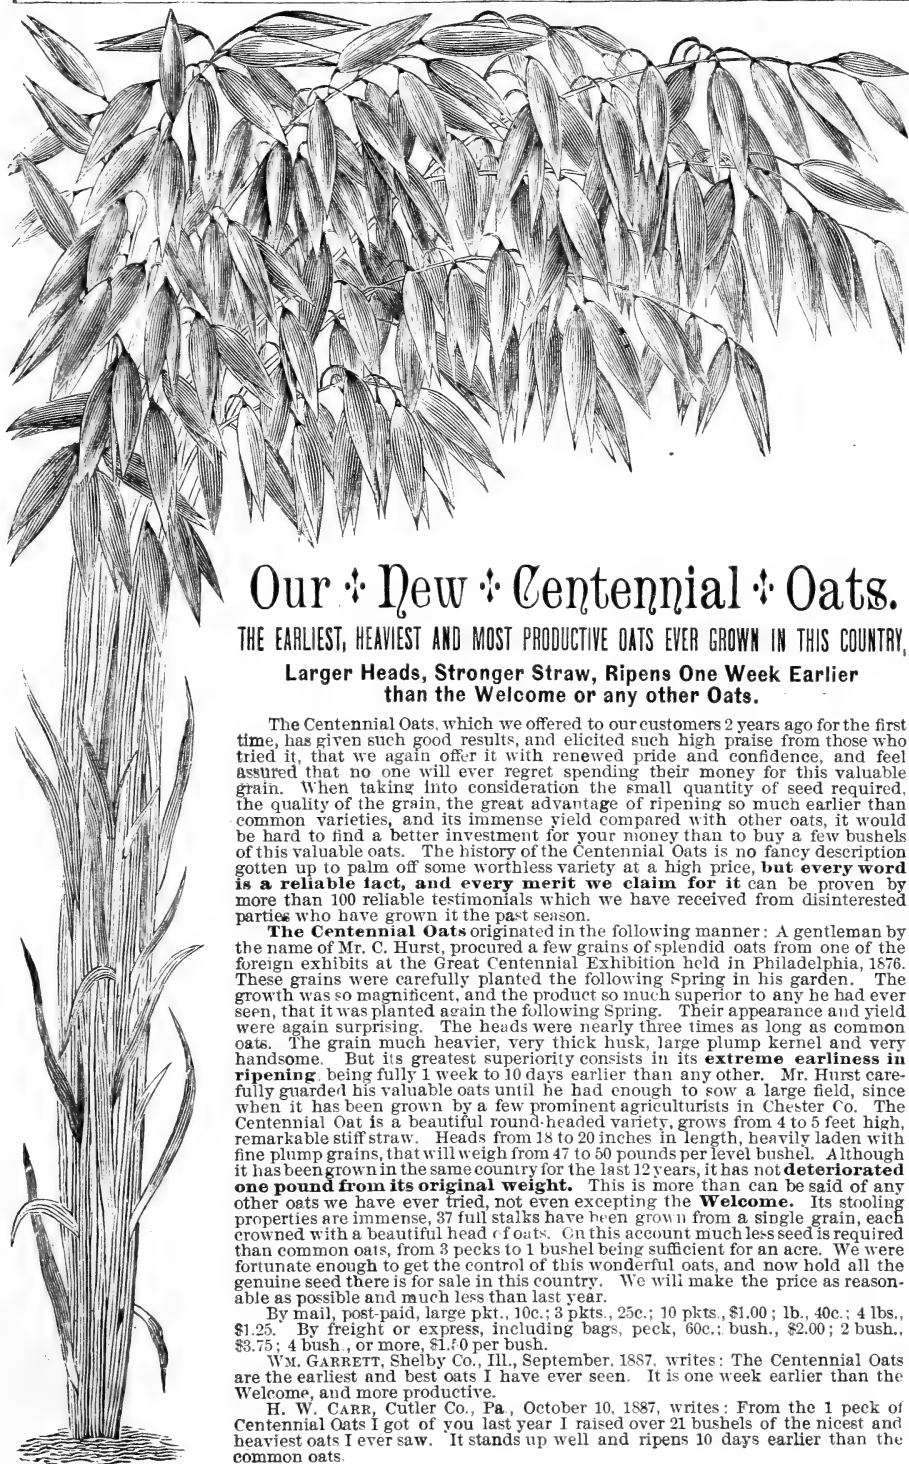 Our New Centennial Oats.
THE EARLIEST, HEAVIEST AND MOST PRODUCTIVE OATS EVER GROWN IN THIS COUNTRY,
Larger Heads, Stronger Straw, Ripens One Week Earlier
than the Welcome or any other Oats.
The Centennial Oats, which we offered to our customers 2 years ago for the first
time, has given such good results, and elicited such high praise from those who
tried it, that we again offer it with renewed pride and confidence, and feel
assured that no one will ever regret spending their money for this valuable
grain. When taking into consideration the small quantity of seed required,
the quality of the grain, the great advantage of ripening so much earlier than
common varieties, and its immense yield compared with other oats, it would
be hard to find a better investment for your money than to buy a few bushels
of this valuable oats. The history of the Centennial Oats is no fancy description
gotten up to palm off some worthless variety at a high price, but every word
is a reliable fact, and every merit we claim for it can be proven by
more than 100 reliable testimonials which we have received from disinterested
parties who have grown it the past season.
The Centennial Oats originated in the following manner: A gentleman by
the name of Mr. C. Hurst, procured a few grains of splendid oats from one of the
foreign exhibits at the Great Centennial Exhibition held in Philadelphia, 1876.
These grains were carefully planted the following Spring in his garden. The
growth was so magnificent, and the product so much superior to any he had ever
seen, that it was planted again the following Spring. Their appearance and yield
were again surprising. The heads were nearly three times as long as common
oats. The grain much heavier, very thick husk, large plump kernel and very
handsome. But its greatest superiority consists in its extreme earliness in
ripening, being fully 1 week to 10 days earlier than any other. Mr. Hurst care-
fully guarded his valuable oats until he had enough to sow a large field, since
when it has been grown by a few prominent agriculturists in Chester Co. The
Centennial Oat is a beautiful round-headed variety, grows from 4 to 5 feet high,
remarkable stiff straw. Heads from 18 to 20 inches in length, heavily laden with
fine plump grains, that will weigh from 47 to 50 pounds per level bushel. Although
it has been grown in the same country for the last 12 years, it has not deteriorated
one pound from its original weight. This is more than can be said of any
other oats we have ever tried, not even excepting the Welcome. Its stooling
properties are immense, 37 full stalks have been grown from a single grain, each
crowned with a beautiful head of oats. On this account much less seed is required
than common oats, from 3 pecks to 1 bushel being sufficient for an acre. We were
fortunate enough to get the control of this wonderful oats, and now hold all the
genuine seed there is for sale in this country. We will make the price as reason-
able as possible and much less than last year.
By mail, post-paid, large pkt., 10c.; 3 pkts., 25c.; 10 pkts., $1.00; lb., 40c.; 4 lbs.,
$1.25. By freight or express, including bags, peck, 60c.; bush., $2.00; 2 bush.,
$3.75; 4 bush., or more, per bush.
WM. GARRETT, Shelby Co., Ill., September, 1887, writes: The Centennial Oats
are the earliest and best oats I have ever seen. It is one week earlier than the
Welcome, and more productive.
H. W. CARR, Cutler Co., Pa., October 10, 1887, writes: From the 1 peck of
Centennial Oats I got of you last year I raised over 21 bushels of the nicest and
heaviest oats I ever saw. It stands up well and ripens 10 days earlier than the
common oats.